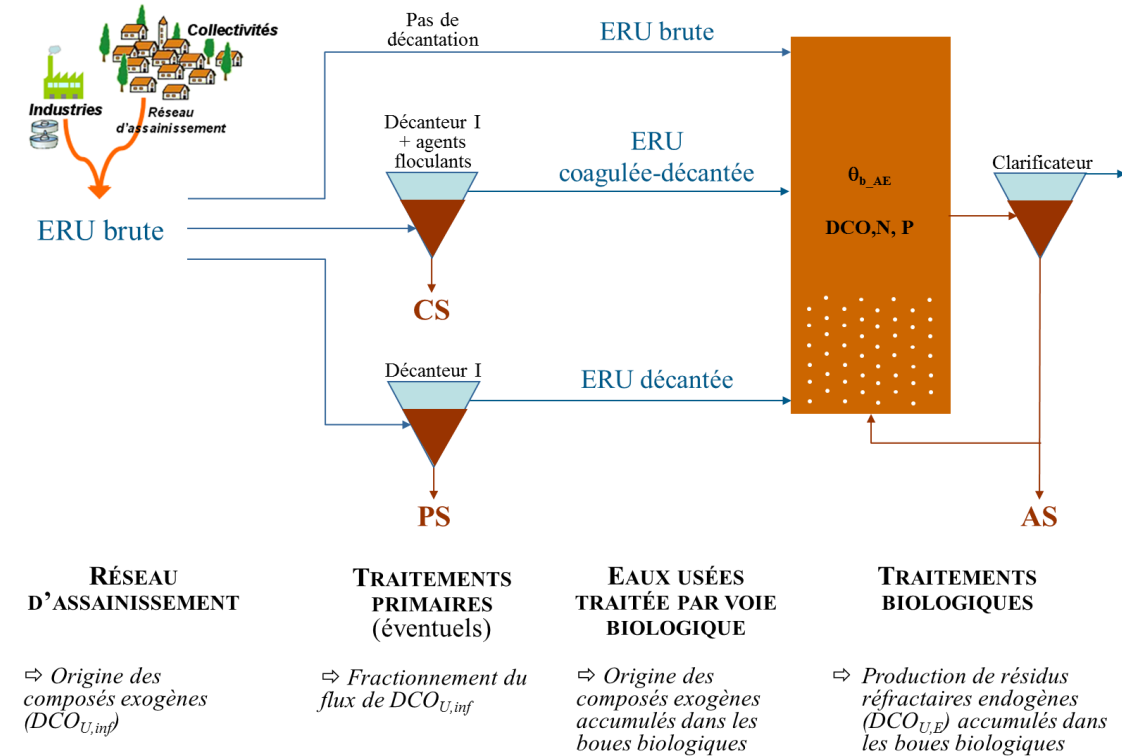 Collectivités
Industries
Réseau
d'assainissement
ERU brute
Pas de
décantation
ERU brute
Décanteur I
+ agents
floculants
ERU
coagulée-décantée
CS
Décanteur I
ERU décantée
PS
θb_AE
DCO,N, P
Clarificateur
AS
RÉSEAU
D’ASSAINISSEMENT
⇨ Origine des
composés exogènes
(DCOU,inf)
TRAITEMENTS
PRIMAIRES
(éventuels)
⇨ Fractionnement du
flux de DCOU,inf
EAUX USÉES
TRAITÉE PAR VOIE
BIOLOGIQUE
⇨ Origine des
composés exogènes
accumulés dans les
boues biologiques
TRAITEMENTS
BIOLOGIQUES
⇨ Production de résidus
réfractaires endogènes
(DCOU,E) accumulés dans
les boues biologiques